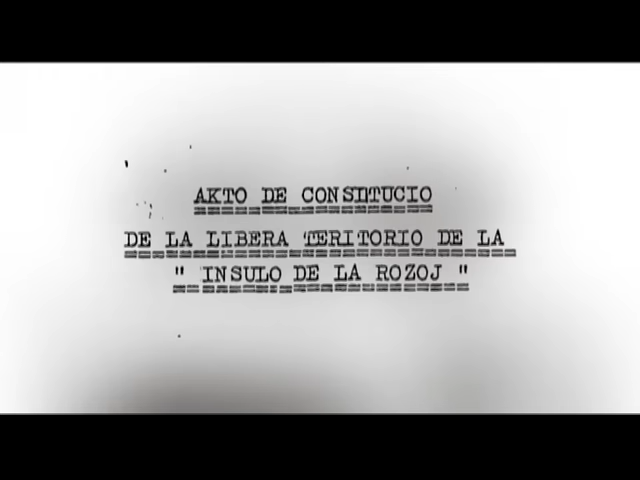 AKTO DE CONSTITUCIO
DE LA LIBERA TERITORIO DE LA
" INSULO DE LA ROZOJ "